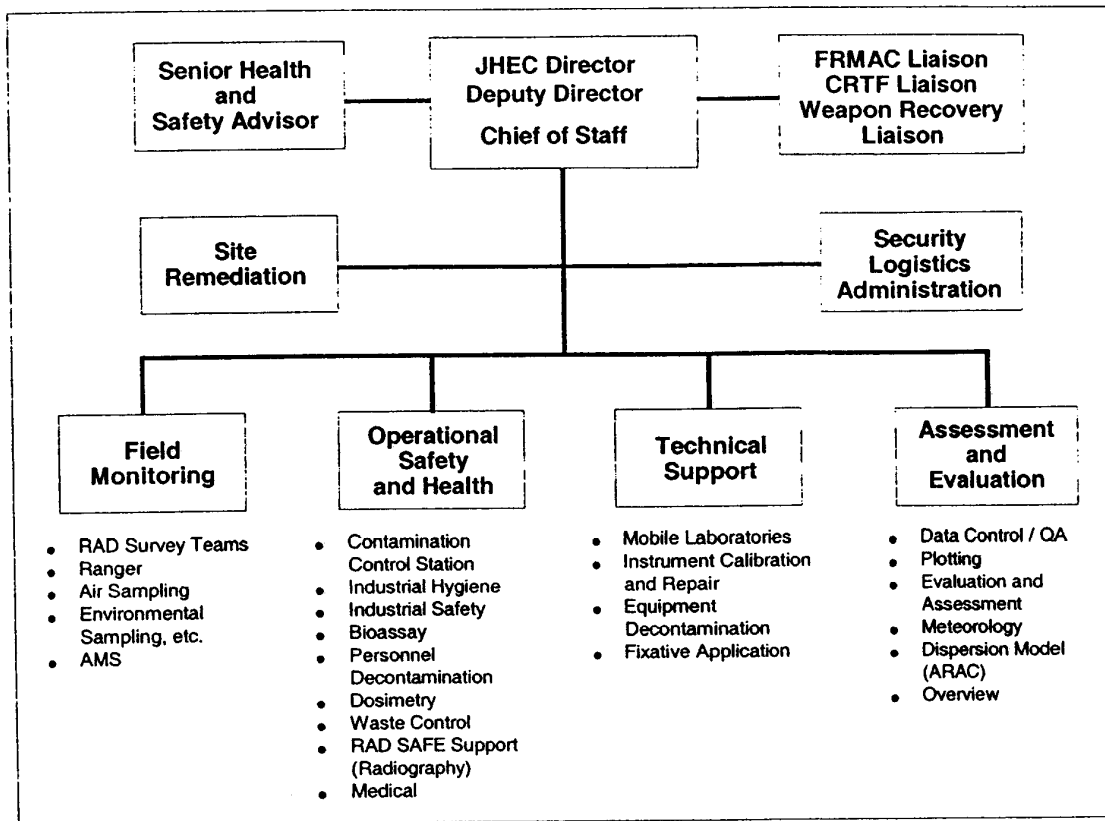 Senior Health
and
Safety Advisor
JHEC Director
Deputy Director
Chief of Staff
FRMAC Liaison
CRTF Liaison
Weapon Recovery
Liaison
Site
Remediation
Security
Logistics
Administration
Field
Monitoring
• RAD Survey Teams
• Ranger
• Air Sampling
• Environmental
Sampling, etc.
• AMS
Operational
Safety
and Health
• Contamination
Control Station
• Industrial Hygiene
• Industrial Safety
• Bioassay
• Personnel
Decontamination
• Dosimetry
• Waste Control
• RAD SAFE Support
(Radiography)
• Medical
Technical
Support
• Mobile Laboratories
• Instrument Calibration
and Repair
• Equipment
Decontamination
• Fixative Application
Assessment
and
Evaluation
• Data Control / QA
• Plotting
• Evaluation and
Assessment
• Meteorology
• Dispersion Model
(ARAC)
• Overview